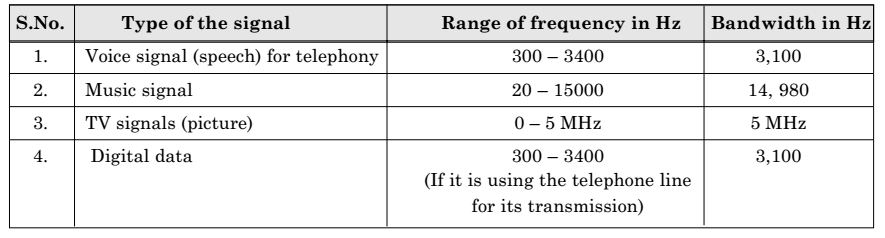 S.No. Type of the signal Range of frequency in Hz Bandwidth in Hz
1. Voice signal (speech) for telephony 300 – 3400 3,100
2. Music signal 20 – 15000 14, 980
3. TV signals (picture) 0 – 5 MHz 5 MHz
4. Digital data 300 – 3400 3,100
(If it is using the telephone line
for its transmission)